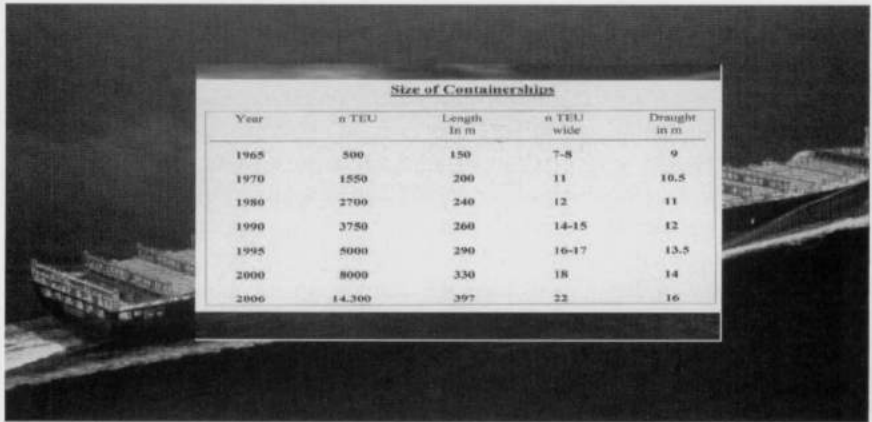 Size of Containerships
Year n TEU Length In m n TEU wide Draught in m
1965 500 150 7-8 9
1970 1550 200 11 10.5
1980 2700 240 12 11
1990 3750 260 14-15 12
1995 5000 290 16-17 13.5
2000 8000 330 18 14
2006 14.300 397 22 16